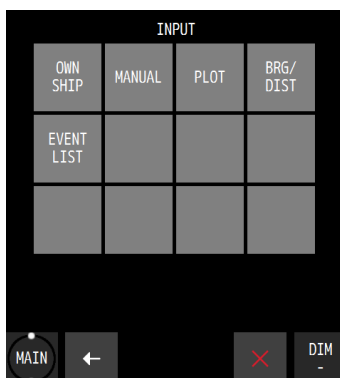 INPUT
OWN
SHIP
MANUAL
PLOT
BRG/
DIST
EVENT
LIST
MAIN
←
DIM
-